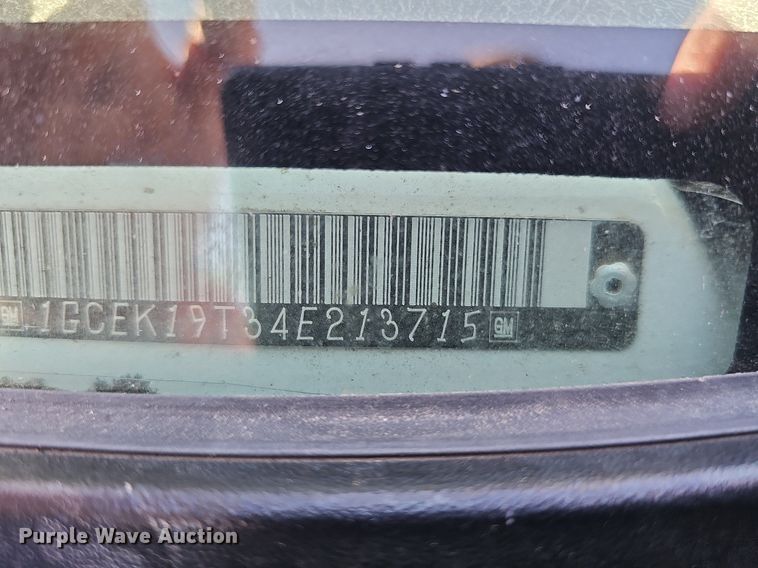 GM 1GCEK19T34E213715 GM
Purple Wave Auction